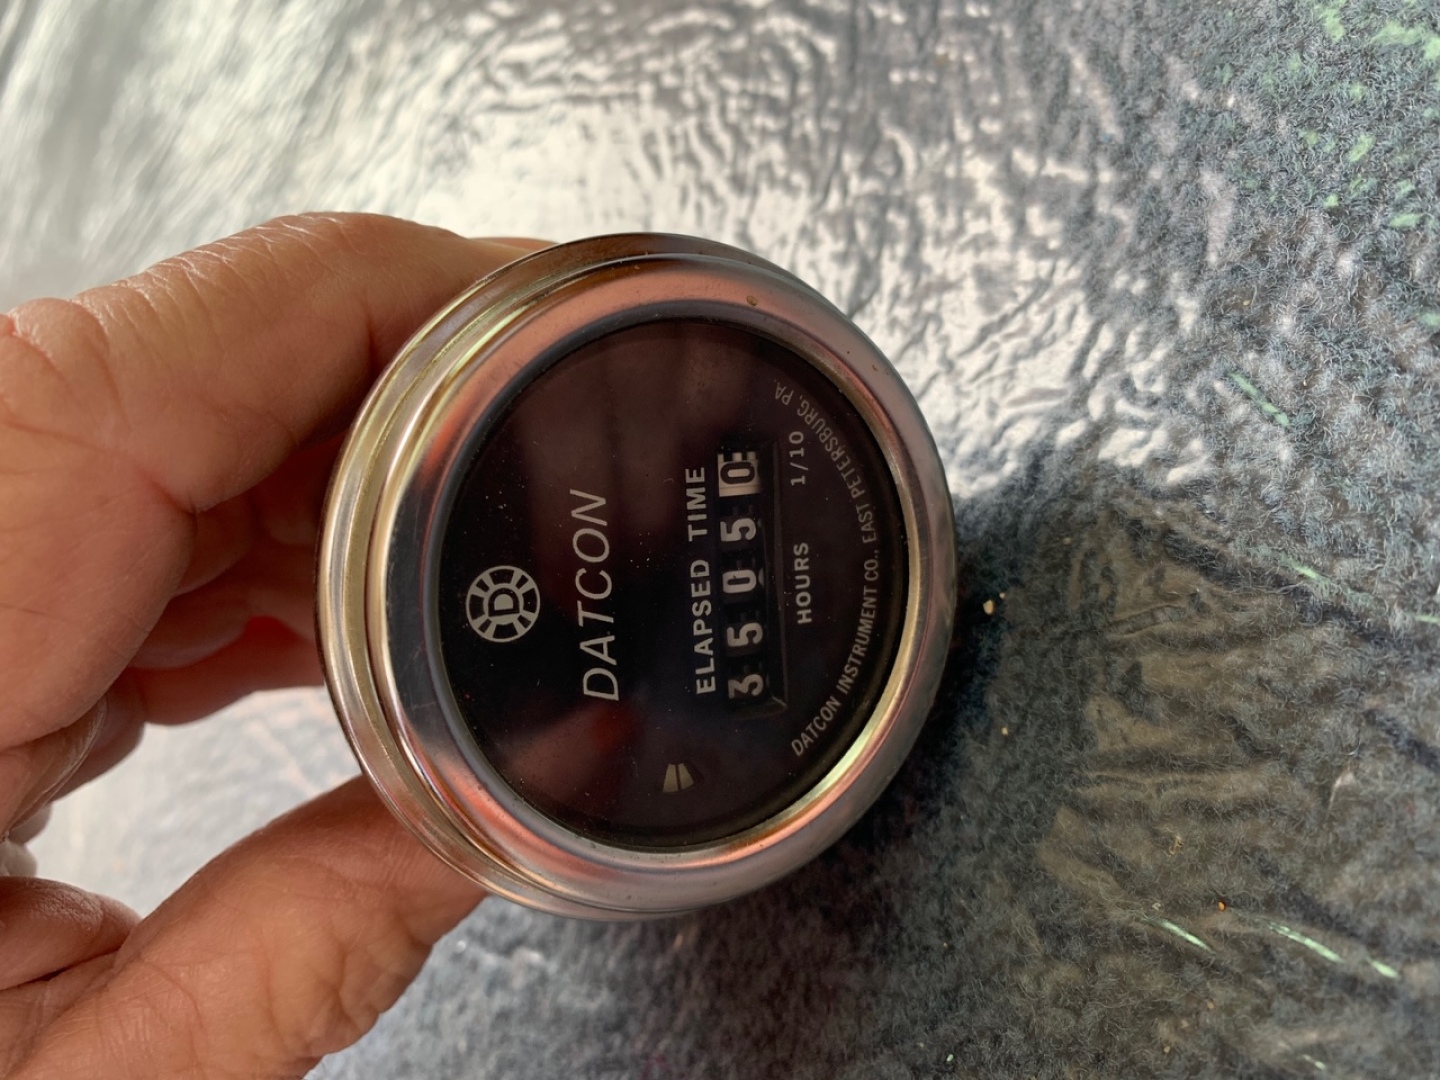 D
DATCON
ELAPSED TIME
35050
HOURS 1/10
DATCON INSTRUMENT CO., EAST PETERSBURG, PA.